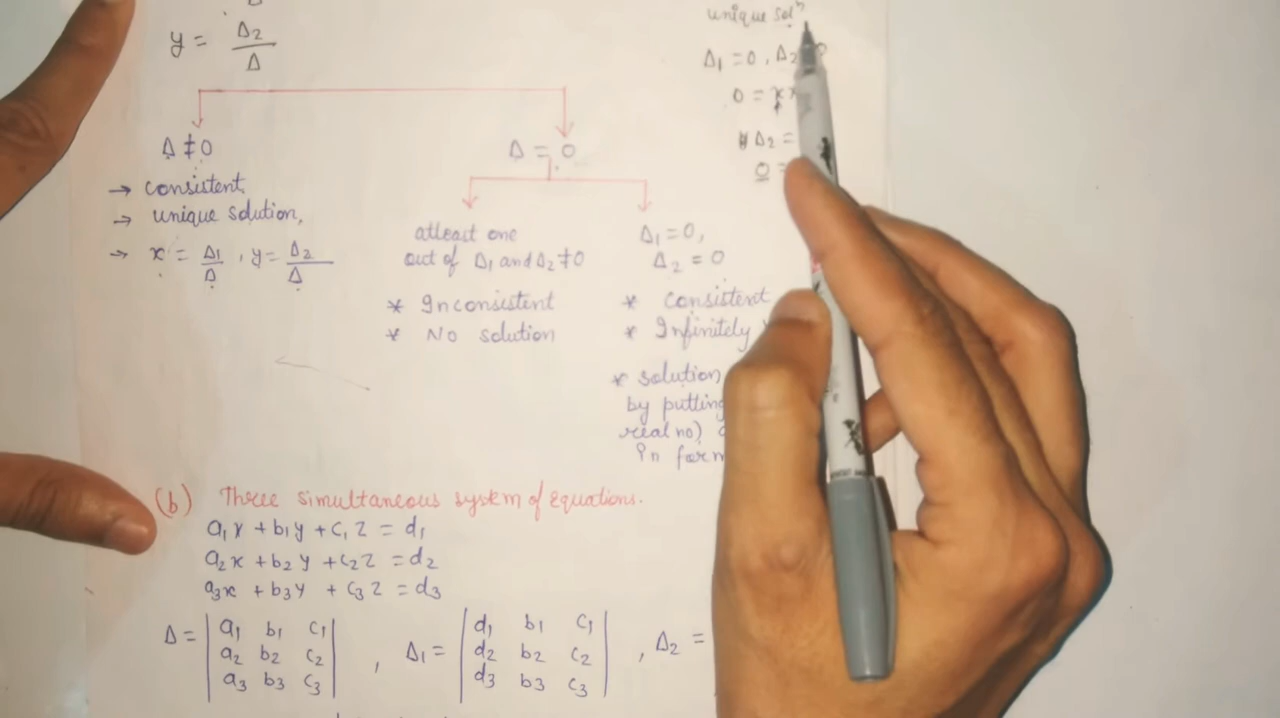 unique solⁿ
y = Δ2/Δ
Δ1 = 0, Δ2
0 =
Δ2 =
0 =
Δ ≠ 0
Δ = 0
→ consistent,
→ unique solution,
→ x = Δ1/Δ, y = Δ2/Δ
atleast one
out of Δ1 and Δ2 ≠ 0
* Inconsistent
* No solution
Δ1 = 0,
Δ2 = 0
* consistent
* Infinitely
* solution
by putting
real no)
in
(b) Three simultaneous system of equations.
a1x + b1y + c1z = d1
a2x + b2y + c2z = d2
a3x + b3y + c3z = d3
Δ = | a1 b1 c1 | , Δ1 = | d1 b1 c1 | , Δ2 =
| a2 b2 c2 | | d2 b2 c2 |
| a3 b3 c3 | | d3 b3 c3 |